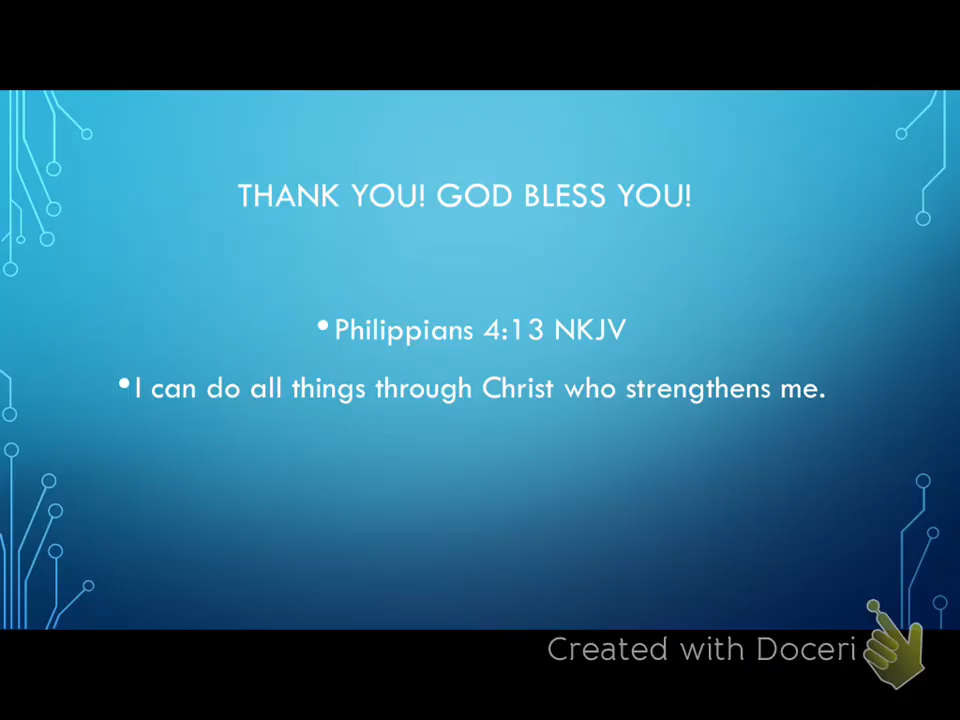 THANK YOU! GOD BLESS YOU!
•Philippians 4:13 NKJV
•I can do all things through Christ who strengthens me.
Created with Doceri